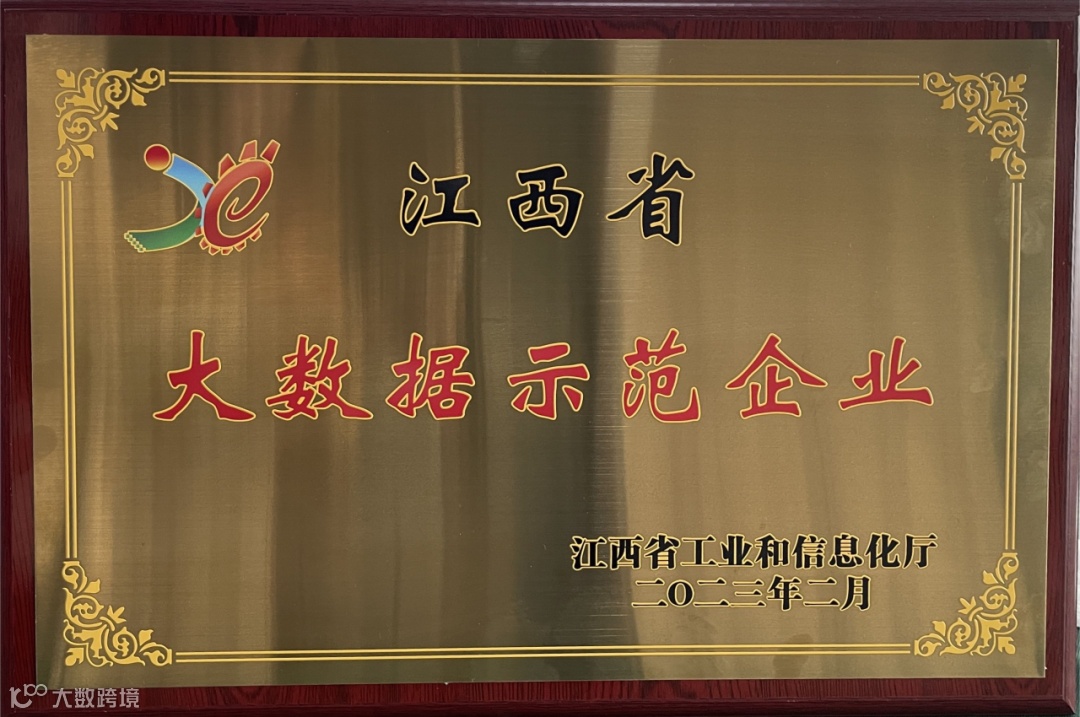 江西省
大数据示范企业
江西省工业和信息化厅
二〇二三年二月
大数跨境